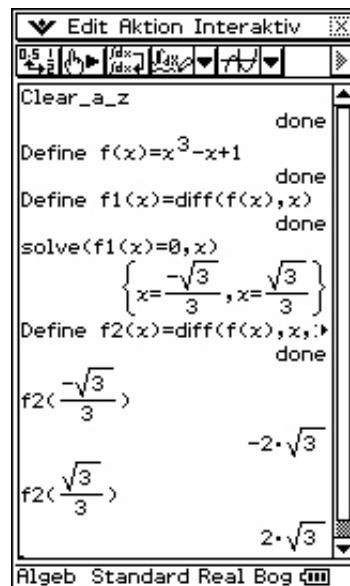 Edit Aktion Interaktiv
Clear_a_z
done
Define f(x)=x³-x+1
done
Define f1(x)=diff(f(x),x)
done
solve(f1(x)=0,x)
{x=-√3/3,x=√3/3}
Define f2(x)=diff(f(x),x,
done
f2(-√3/3)
-2·√3
f2(√3/3)
2·√3
Algeb Standard Real Bog